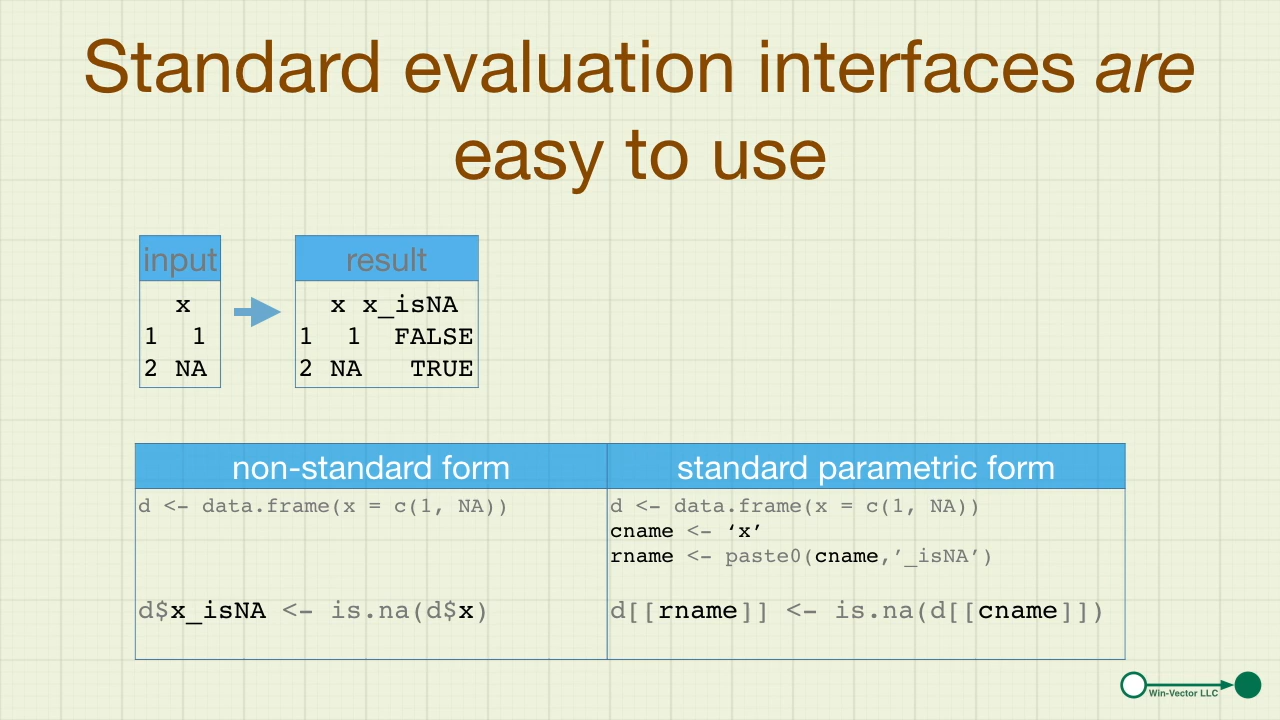 Standard evaluation interfaces are
easy to use
input
x
1 1
2 NA
result
x x_isNA
1 1 FALSE
2 NA TRUE
non-standard form
d <- data.frame(x = c(1, NA))
d$x_isNA <- is.na(d$x)
standard parametric form
d <- data.frame(x = c(1, NA))
cname <- ‘x’
rname <- paste0(cname,’_isNA’)
d[[rname]] <- is.na(d[[cname]])
Win-Vector LLC